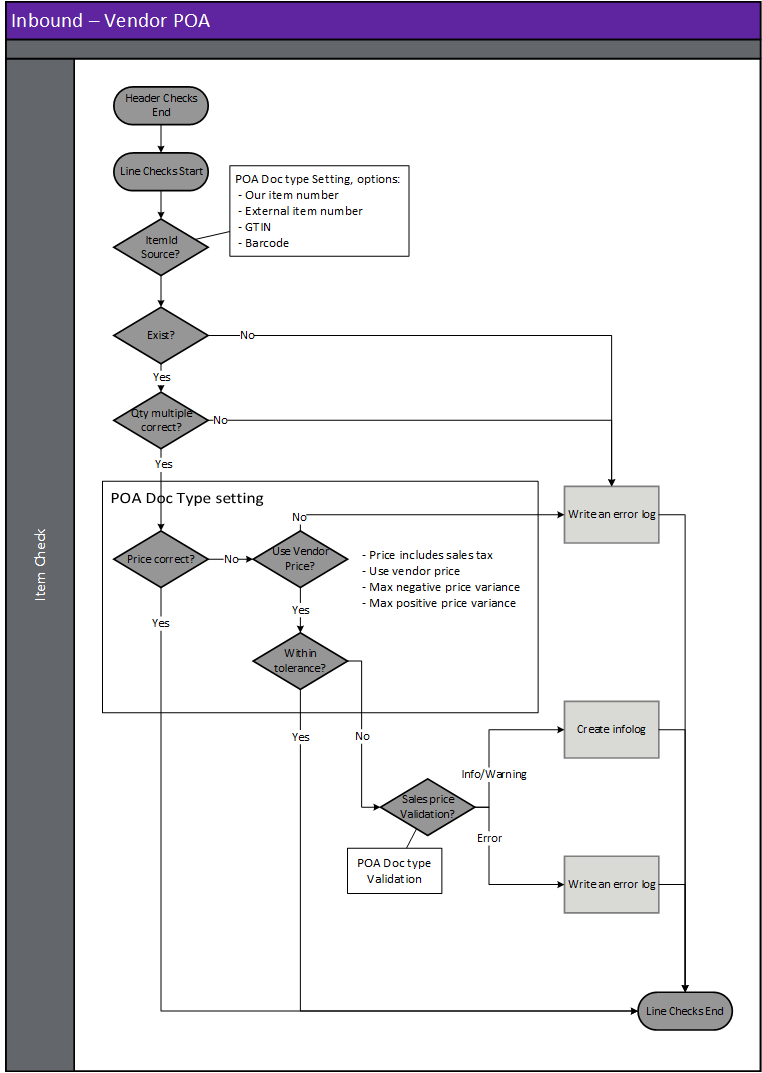 Inbound – Vendor POA
Item Check
Header Checks
End
Line Checks Start
POA Doc type Setting, options:
- Our item number
- External item number
- GTIN
- Barcode
ItemId
Source?
Exist?
No
Yes
Qty multiple
correct?
No
Yes
POA Doc Type setting
Write an error log
No
Price correct?
No
Use Vendor
Price?
- Price includes sales tax
- Use vendor price
- Max negative price variance
- Max positive price variance
Yes
Yes
Within
tolerance?
Yes
No
Create infolog
Info/Warning
Sales price
Validation?
Error
POA Doc type
Validation
Write an error log
Line Checks End